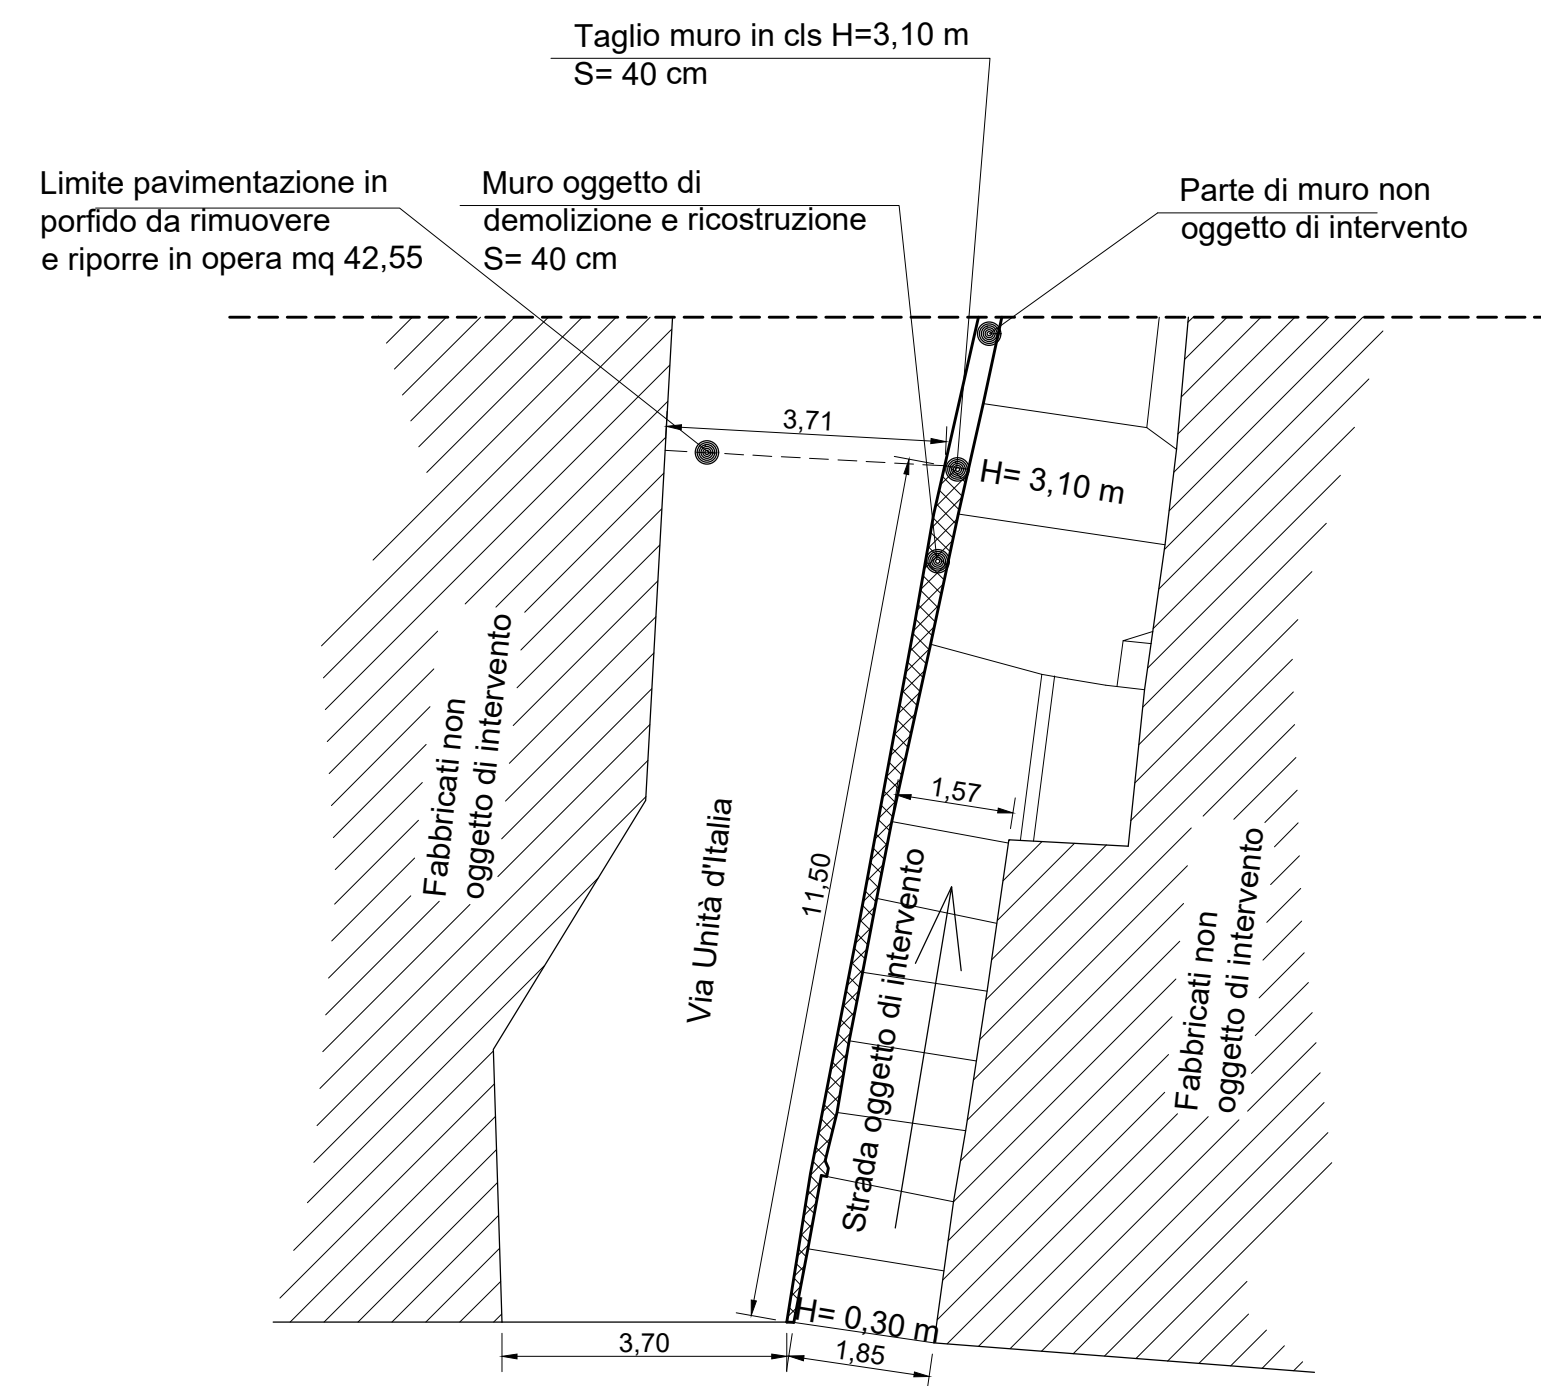 Taglio muro in cls H=3,10 m
S= 40 cm
Limite pavimentazione in
porfido da rimuovere
e riporre in opera mq 42,55
Muro oggetto di
demolizione e ricostruzione
S= 40 cm
Parte di muro non
oggetto di intervento
3,71
H= 3,10 m
Fabbricati non
oggetto di intervento
Via Unità d'Italia
11,50
1,57
Strada oggetto di intervento
Fabbricati non
oggetto di intervento
H= 0,30 m
3,70
1,85